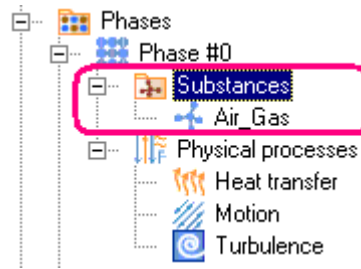 Phases
Phase #0
Substances
Air_Gas
Physical processes
Heat transfer
Motion
Turbulence